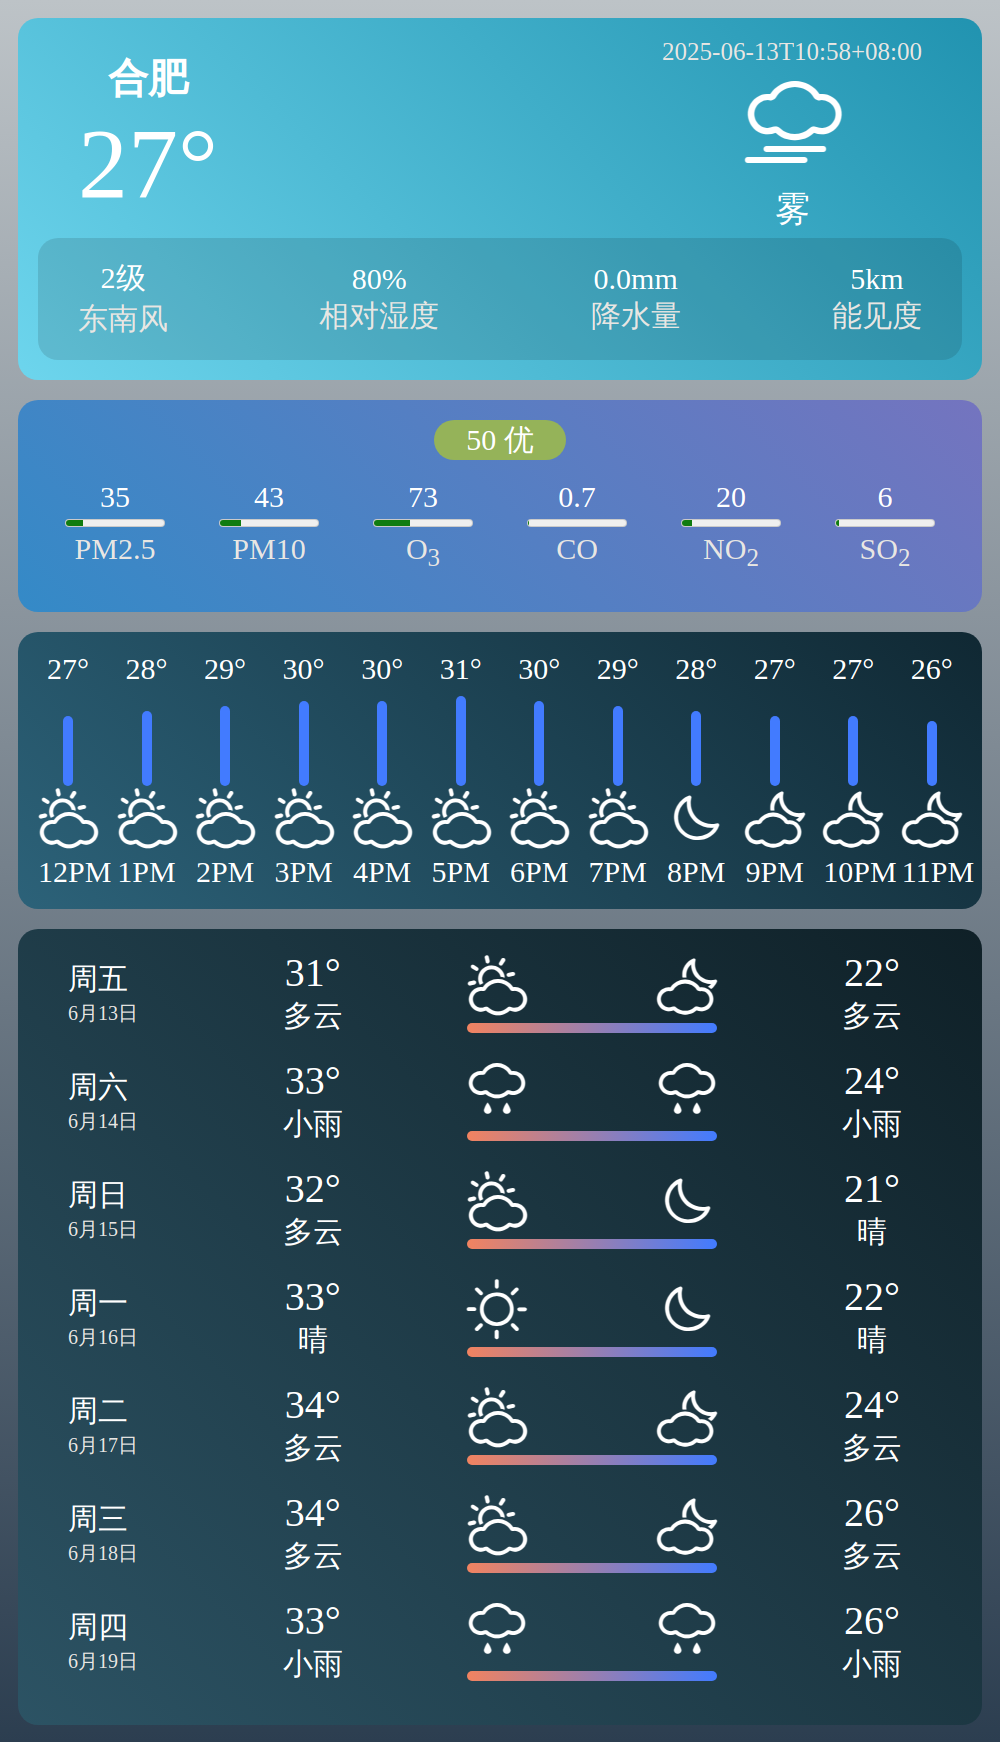 合肥
2025-06-13T10:58+08:00
27°
雾
2级 80% 0.0mm 5km
东南风 相对湿度 降水量 能见度
50 优
35 43 73 0.7 20 6
PM2.5 PM10 O3 CO NO2 SO2
27° 28° 29° 30° 30° 31° 30° 29° 28° 27° 27° 26°
12PM 1PM 2PM 3PM 4PM 5PM 6PM 7PM 8PM 9PM 10PM 11PM
周五 31° 22°
6月13日 多云 多云
周六 33° 24°
6月14日 小雨 小雨
周日 32° 21°
6月15日 多云 晴
周一 33° 22°
6月16日 晴 晴
周二 34° 24°
6月17日 多云 多云
周三 34° 26°
6月18日 多云 多云
周四 33° 26°
6月19日 小雨 小雨